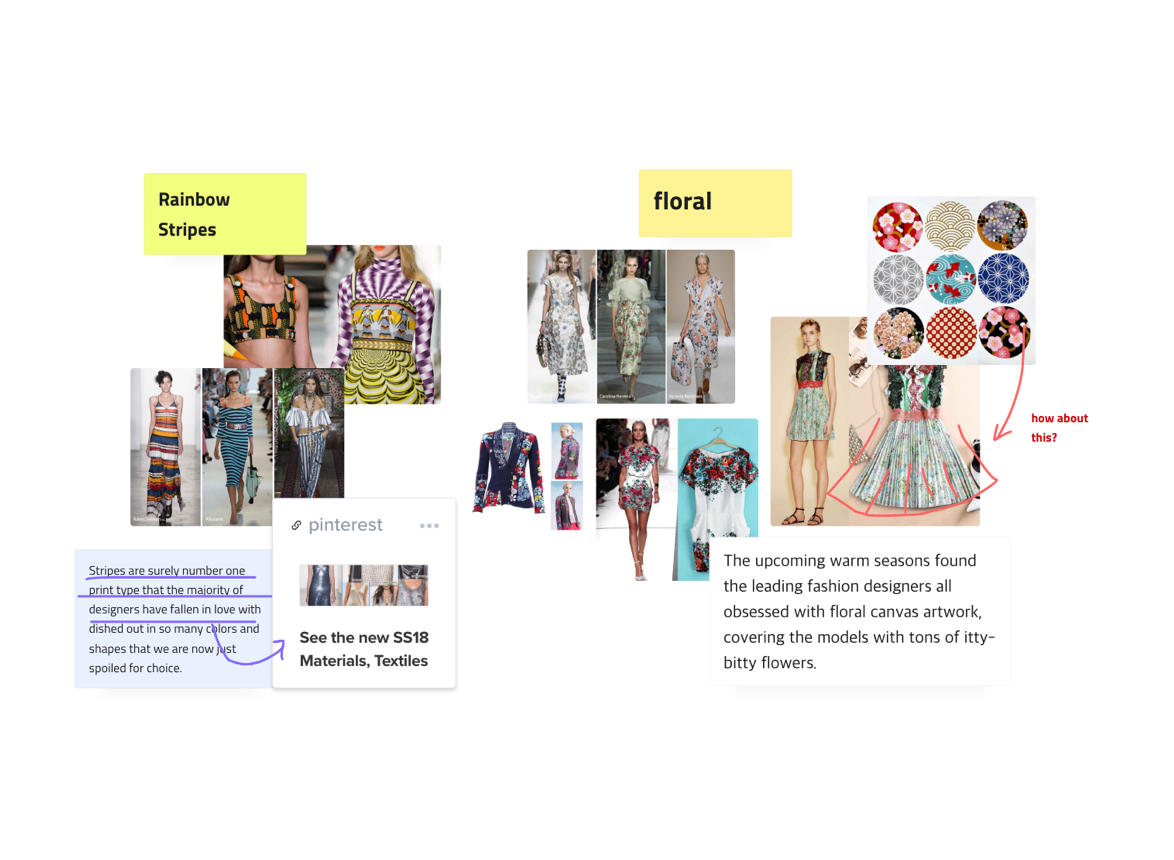 Rainbow
Stripes
floral
Carolina Herrera
how about
this?
pinterest
Stripes are surely number one
print type that the majority of
designers have fallen in love with
dished out in so many colors and
shapes that we are now just
spoiled for choice.
See the new SS18
Materials, Textiles
The upcoming warm seasons found
the leading fashion designers all
obsessed with floral canvas artwork,
covering the models with tons of itty-
bitty flowers.